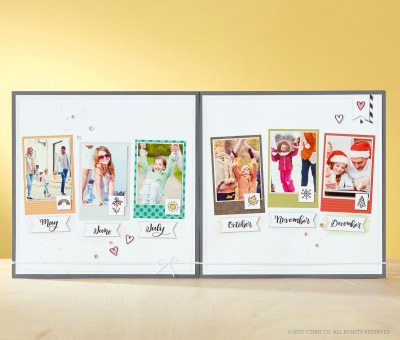 May
June
July
October
November
December
© 2017 CTMH CO. ALL RIGHTS RESERVED